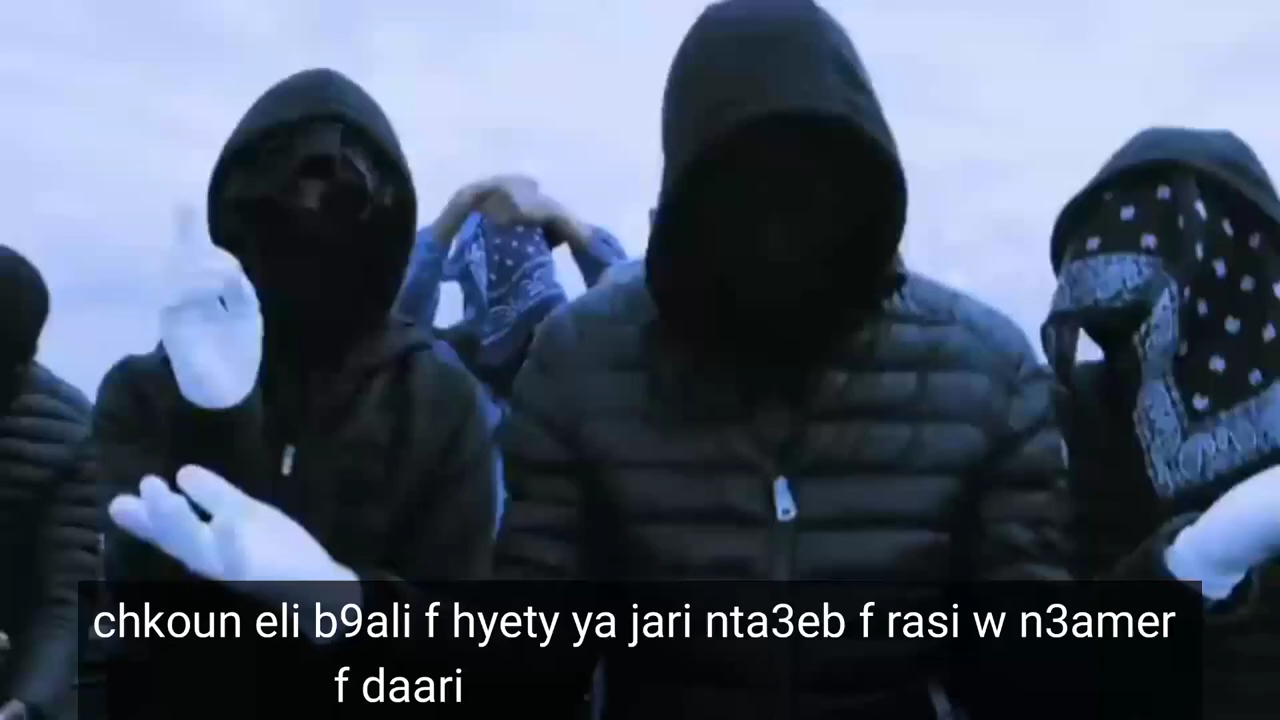 chkoun eli b9ali f hyety ya jari nta3eb f rasi w n3amer
f daari